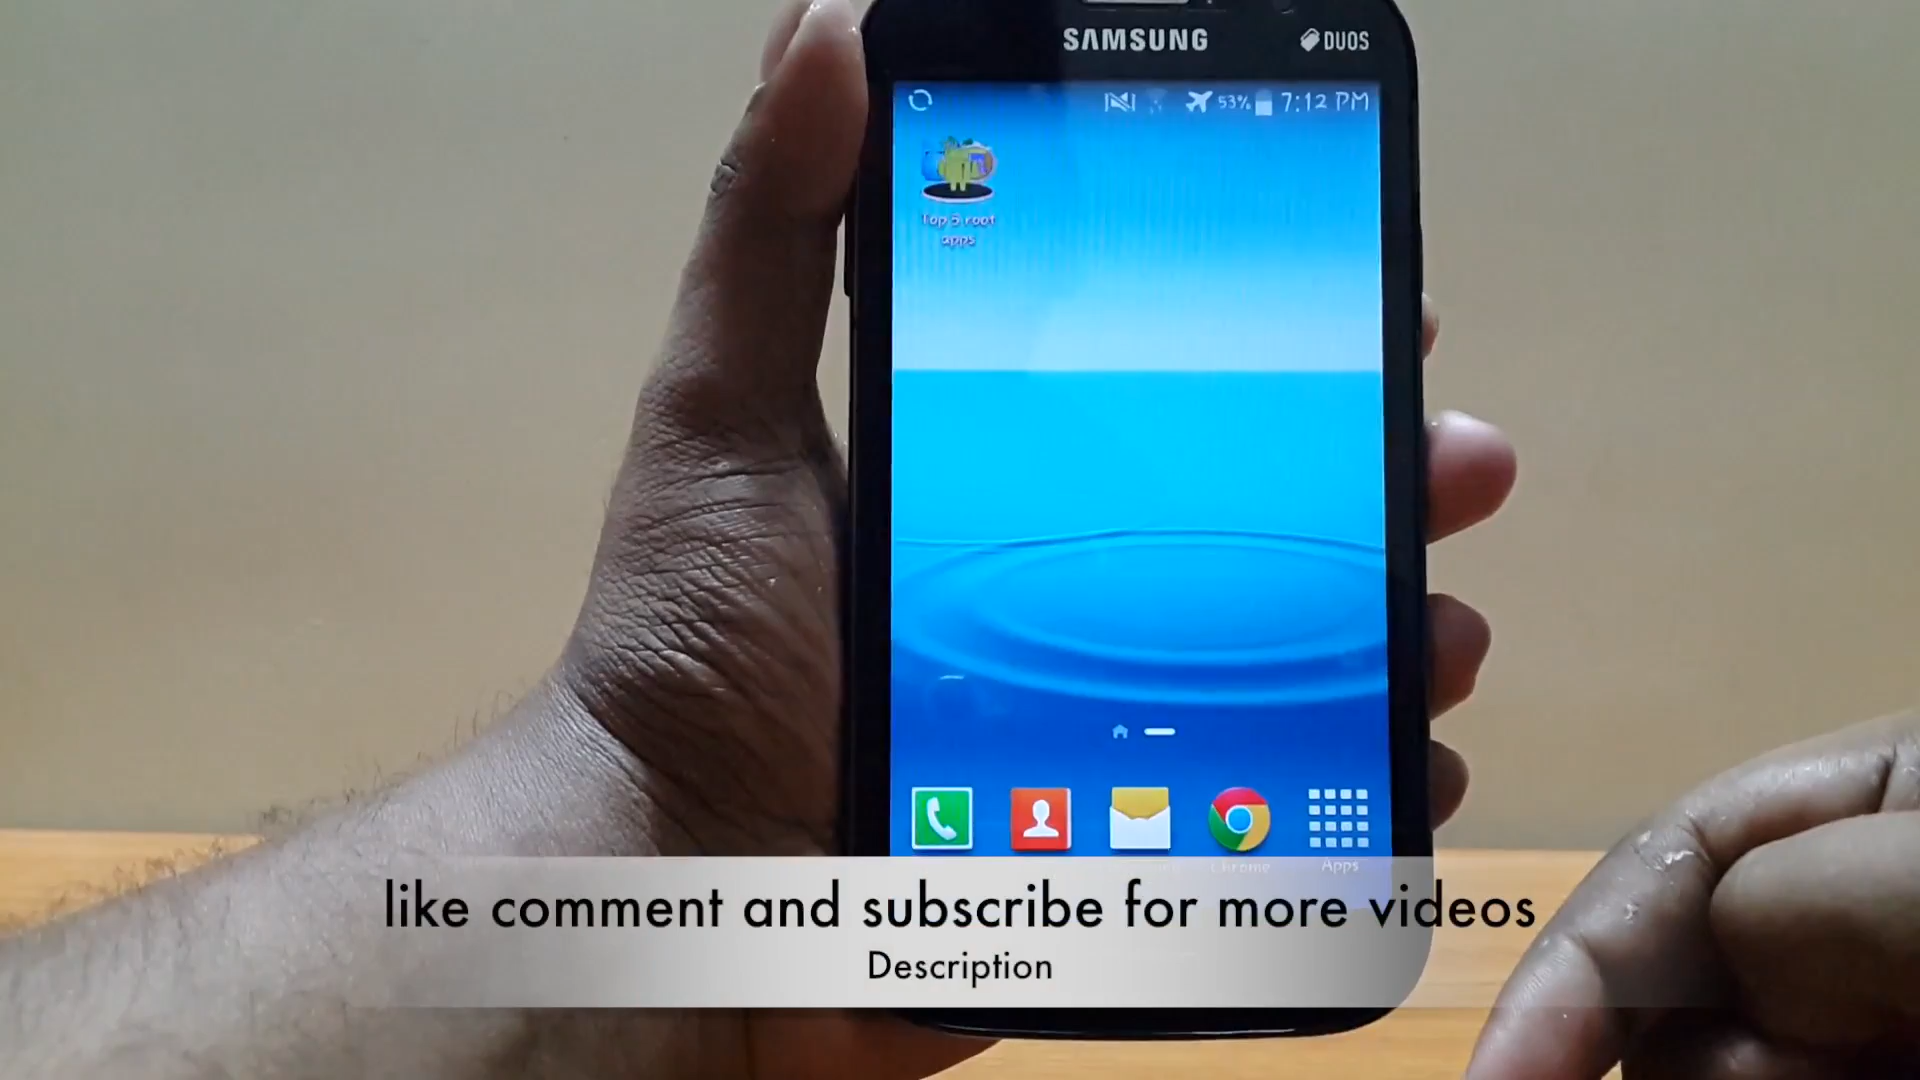 SAMSUNG
DUOS
53%
7:12 PM
Top 5 root
apps
Chrome
Apps
like comment and subscribe for more videos
Description